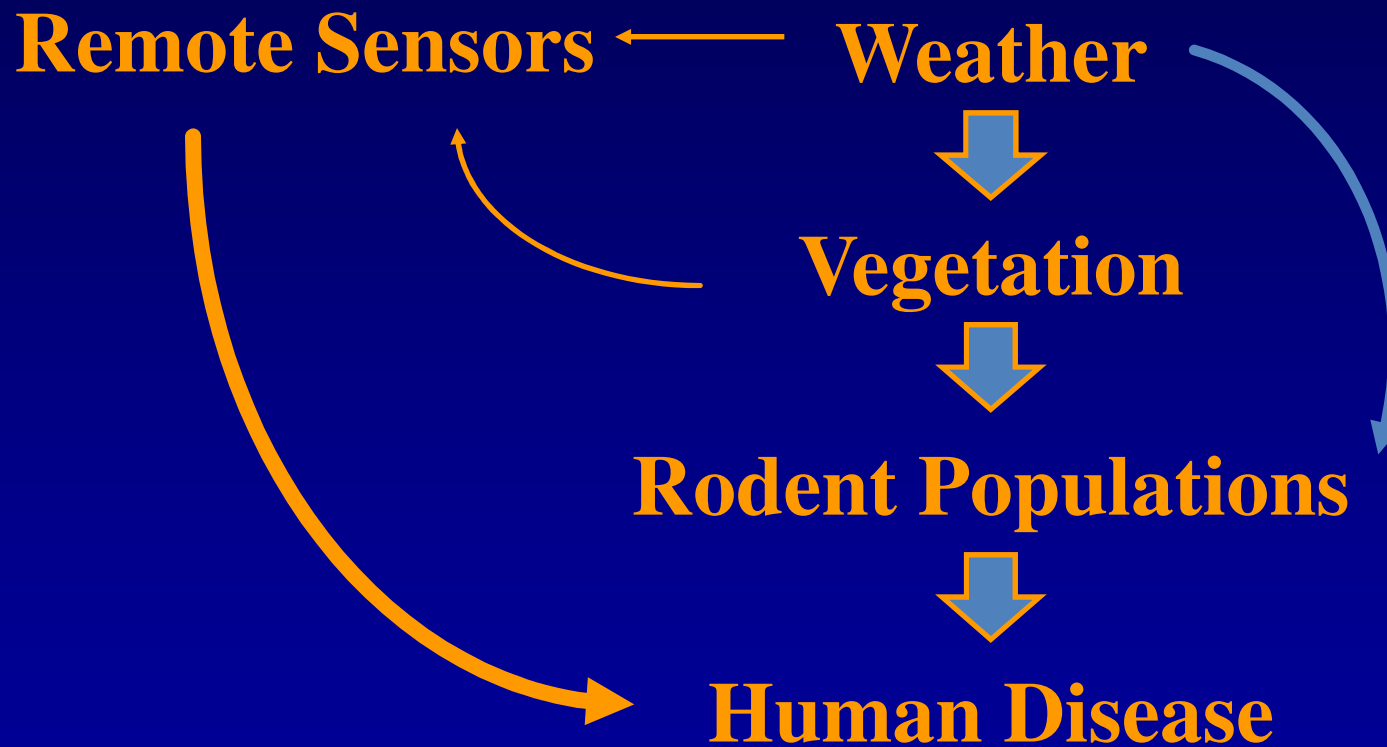 Remote Sensors
Weather
Vegetation
Rodent Populations
Human Disease